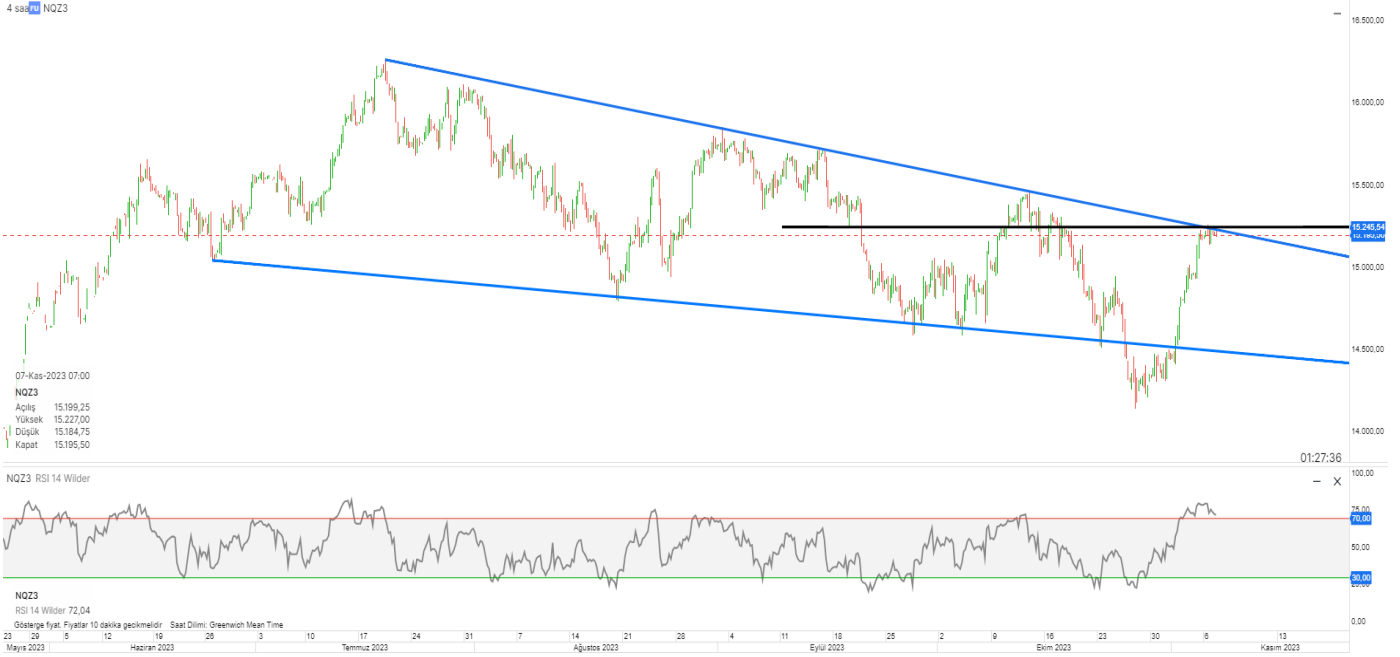 4 saa ru NQZ3
16.500,00
16.000,00
15.500,00
15.245,54
15.000,00
14.500,00
14.000,00
07-Kas-2023 07:00
NQZ3
Açılış 15.199,25
Yüksek 15.227,00
Düşük 15.184,75
Kapat 15.195,50
01:27:36
NQZ3 RSI 14 Wilder
100,00
75,00
70,00
50,00
30,00
0,00
NQZ3
RSI 14 Wilder 72,04
Gösterge fiyat. Fiyatlar 10 dakika gecikmelidir Saat Dilimi: Greenwich Mean Time
23 29 5 12 19 26 3 10 17 24 31 7 14 21 28 4 11 18 25 2 9 16 23 30 6 13
Mayıs 2023 Haziran 2023 Temmuz 2023 Ağustos 2023 Eylül 2023 Ekim 2023 Kasım 2023